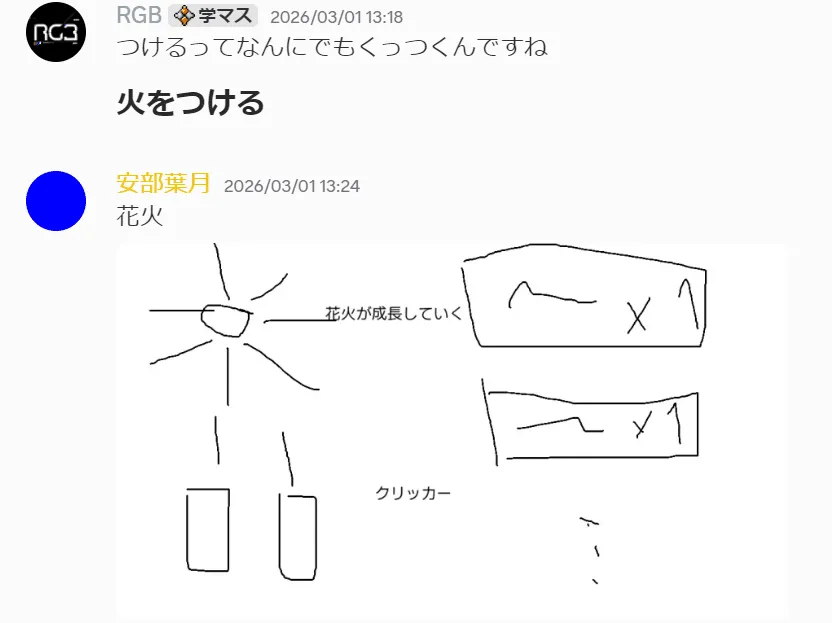 RGB 学マス 2026/03/01 13:18
つけるってなんにでもくっつくんですね
火をつける
安部葉月 2026/03/01 13:24
花火
花火が成長していく
x 1
x 1
クリッカー